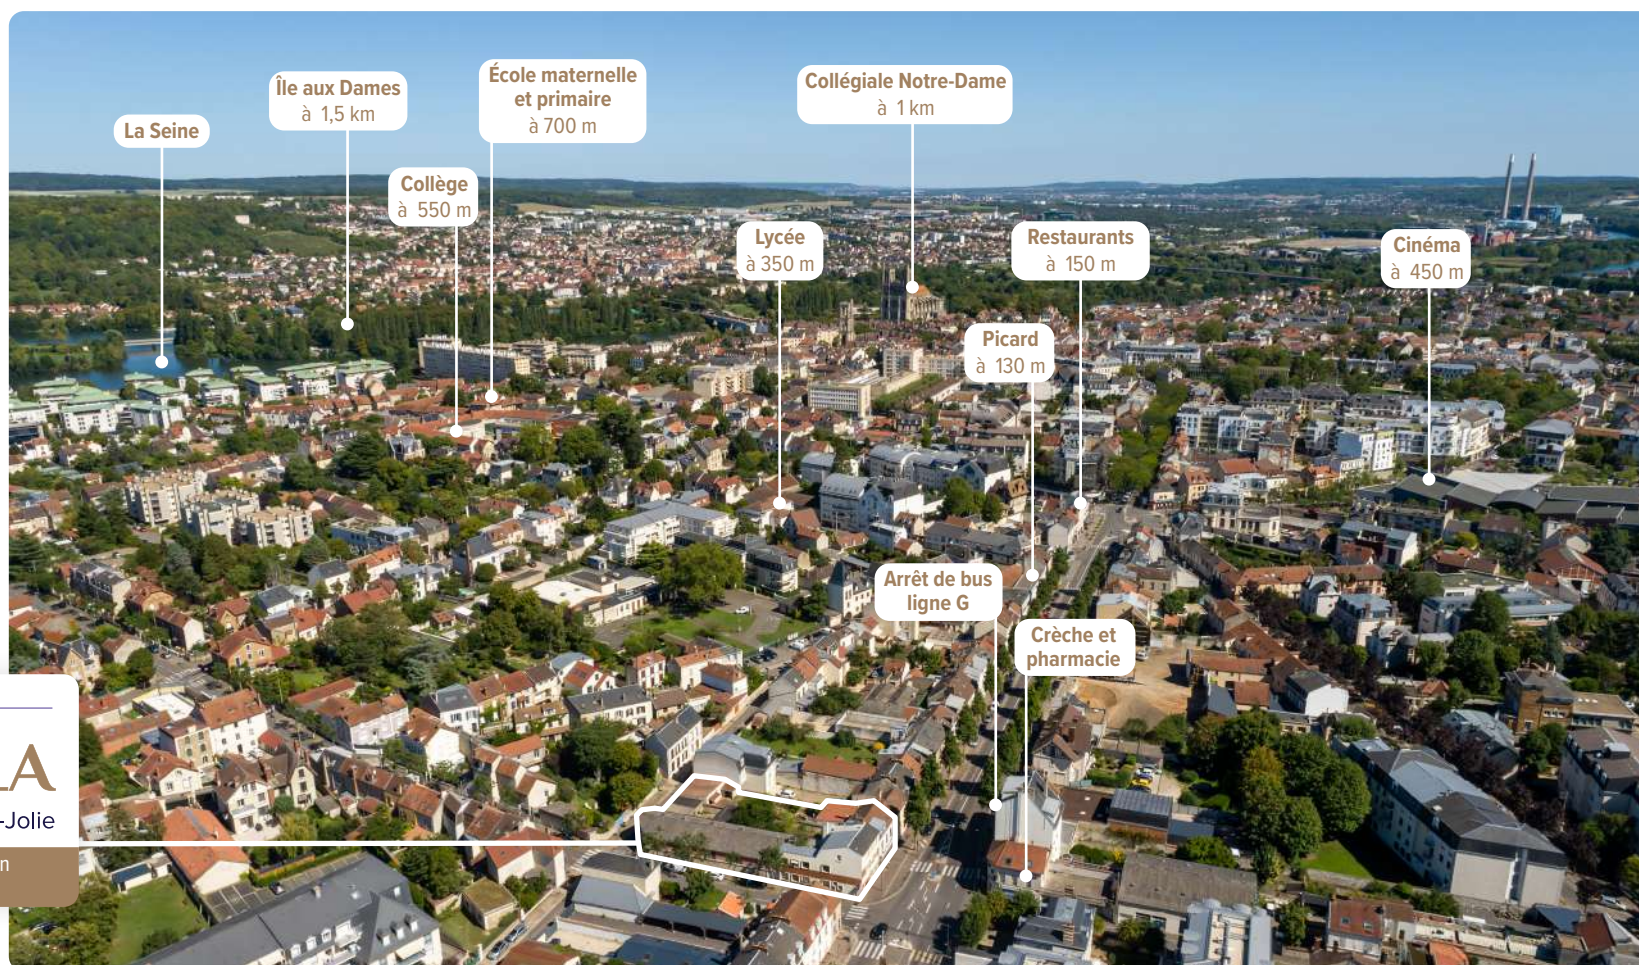 La Seine
Île aux Dames
à 1,5 km
École maternelle
et primaire
à 700 m
Collégiale Notre-Dame
à 1 km
Collège
à 550 m
Lycée
à 350 m
Restaurants
à 150 m
Cinéma
à 450 m
Picard
à 130 m
Arrêt de bus
ligne G
Crèche et
pharmacie
LA
-Jolie
n